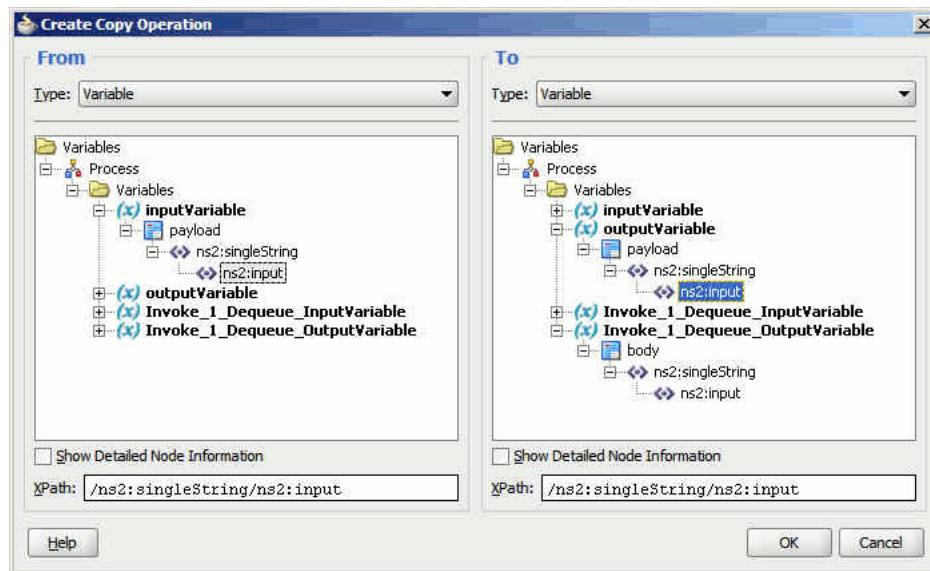 Create Copy Operation
From
Type: Variable
Variables
Process
Variables
(x) inputVariable
payload
ns2:singleString
ns2:input
(x) outputVariable
(x) Invoke_1_Dequeue_InputVariable
(x) Invoke_1_Dequeue_OutputVariable
Show Detailed Node Information
XPath: /ns2:singleString/ns2:input
To
Type: Variable
Variables
Process
Variables
(x) inputVariable
(x) outputVariable
payload
ns2:singleString
ns2:input
(x) Invoke_1_Dequeue_InputVariable
(x) Invoke_1_Dequeue_OutputVariable
body
ns2:singleString
ns2:input
Show Detailed Node Information
XPath: /ns2:singleString/ns2:input
Help
OK
Cancel